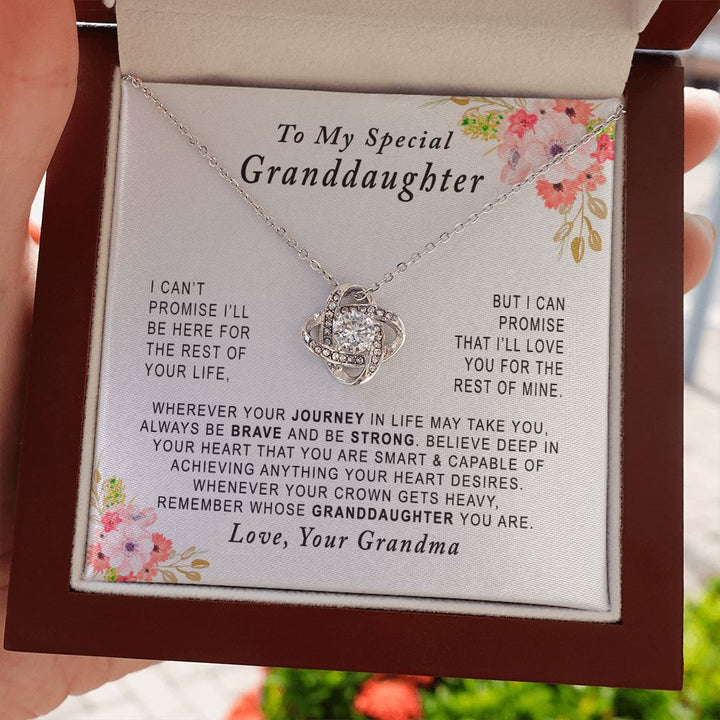 To My Special
Granddaughter
I CAN'T
PROMISE I'LL
BE HERE FOR
THE REST OF
YOUR LIFE,
BUT I CAN
PROMISE
THAT I'LL LOVE
YOU FOR THE
REST OF MINE.
WHEREVER YOUR JOURNEY IN LIFE MAY TAKE YOU,
ALWAYS BE BRAVE AND BE STRONG. BELIEVE DEEP IN
YOUR HEART THAT YOU ARE SMART & CAPABLE OF
ACHIEVING ANYTHING YOUR HEART DESIRES.
WHENEVER YOUR CROWN GETS HEAVY,
REMEMBER WHOSE GRANDDAUGHTER YOU ARE.
Love, Your Grandma